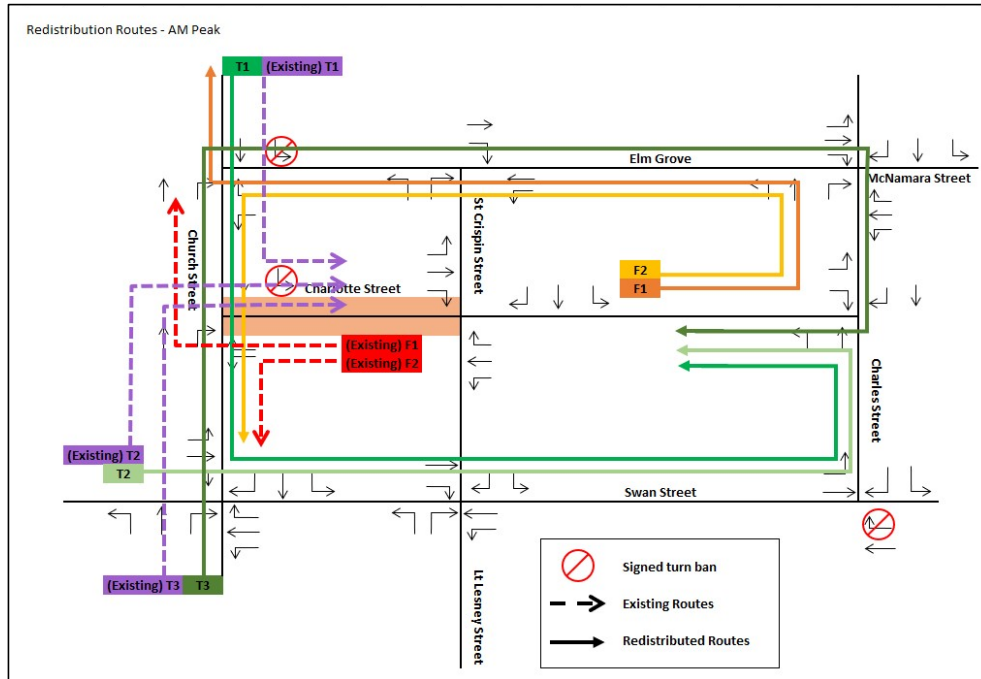 Redistribution Routes - AM Peak
T1
(Existing) T1
Elm Grove
McNamara Street
St Crispin Street
Church Street
F2
F1
Charlotte Street
(Existing) F1
(Existing) F2
Charles Street
(Existing) T2
T2
Swan Street
(Existing) T3
T3
Lt Lesney Street
Signed turn ban
Existing Routes
Redistributed Routes